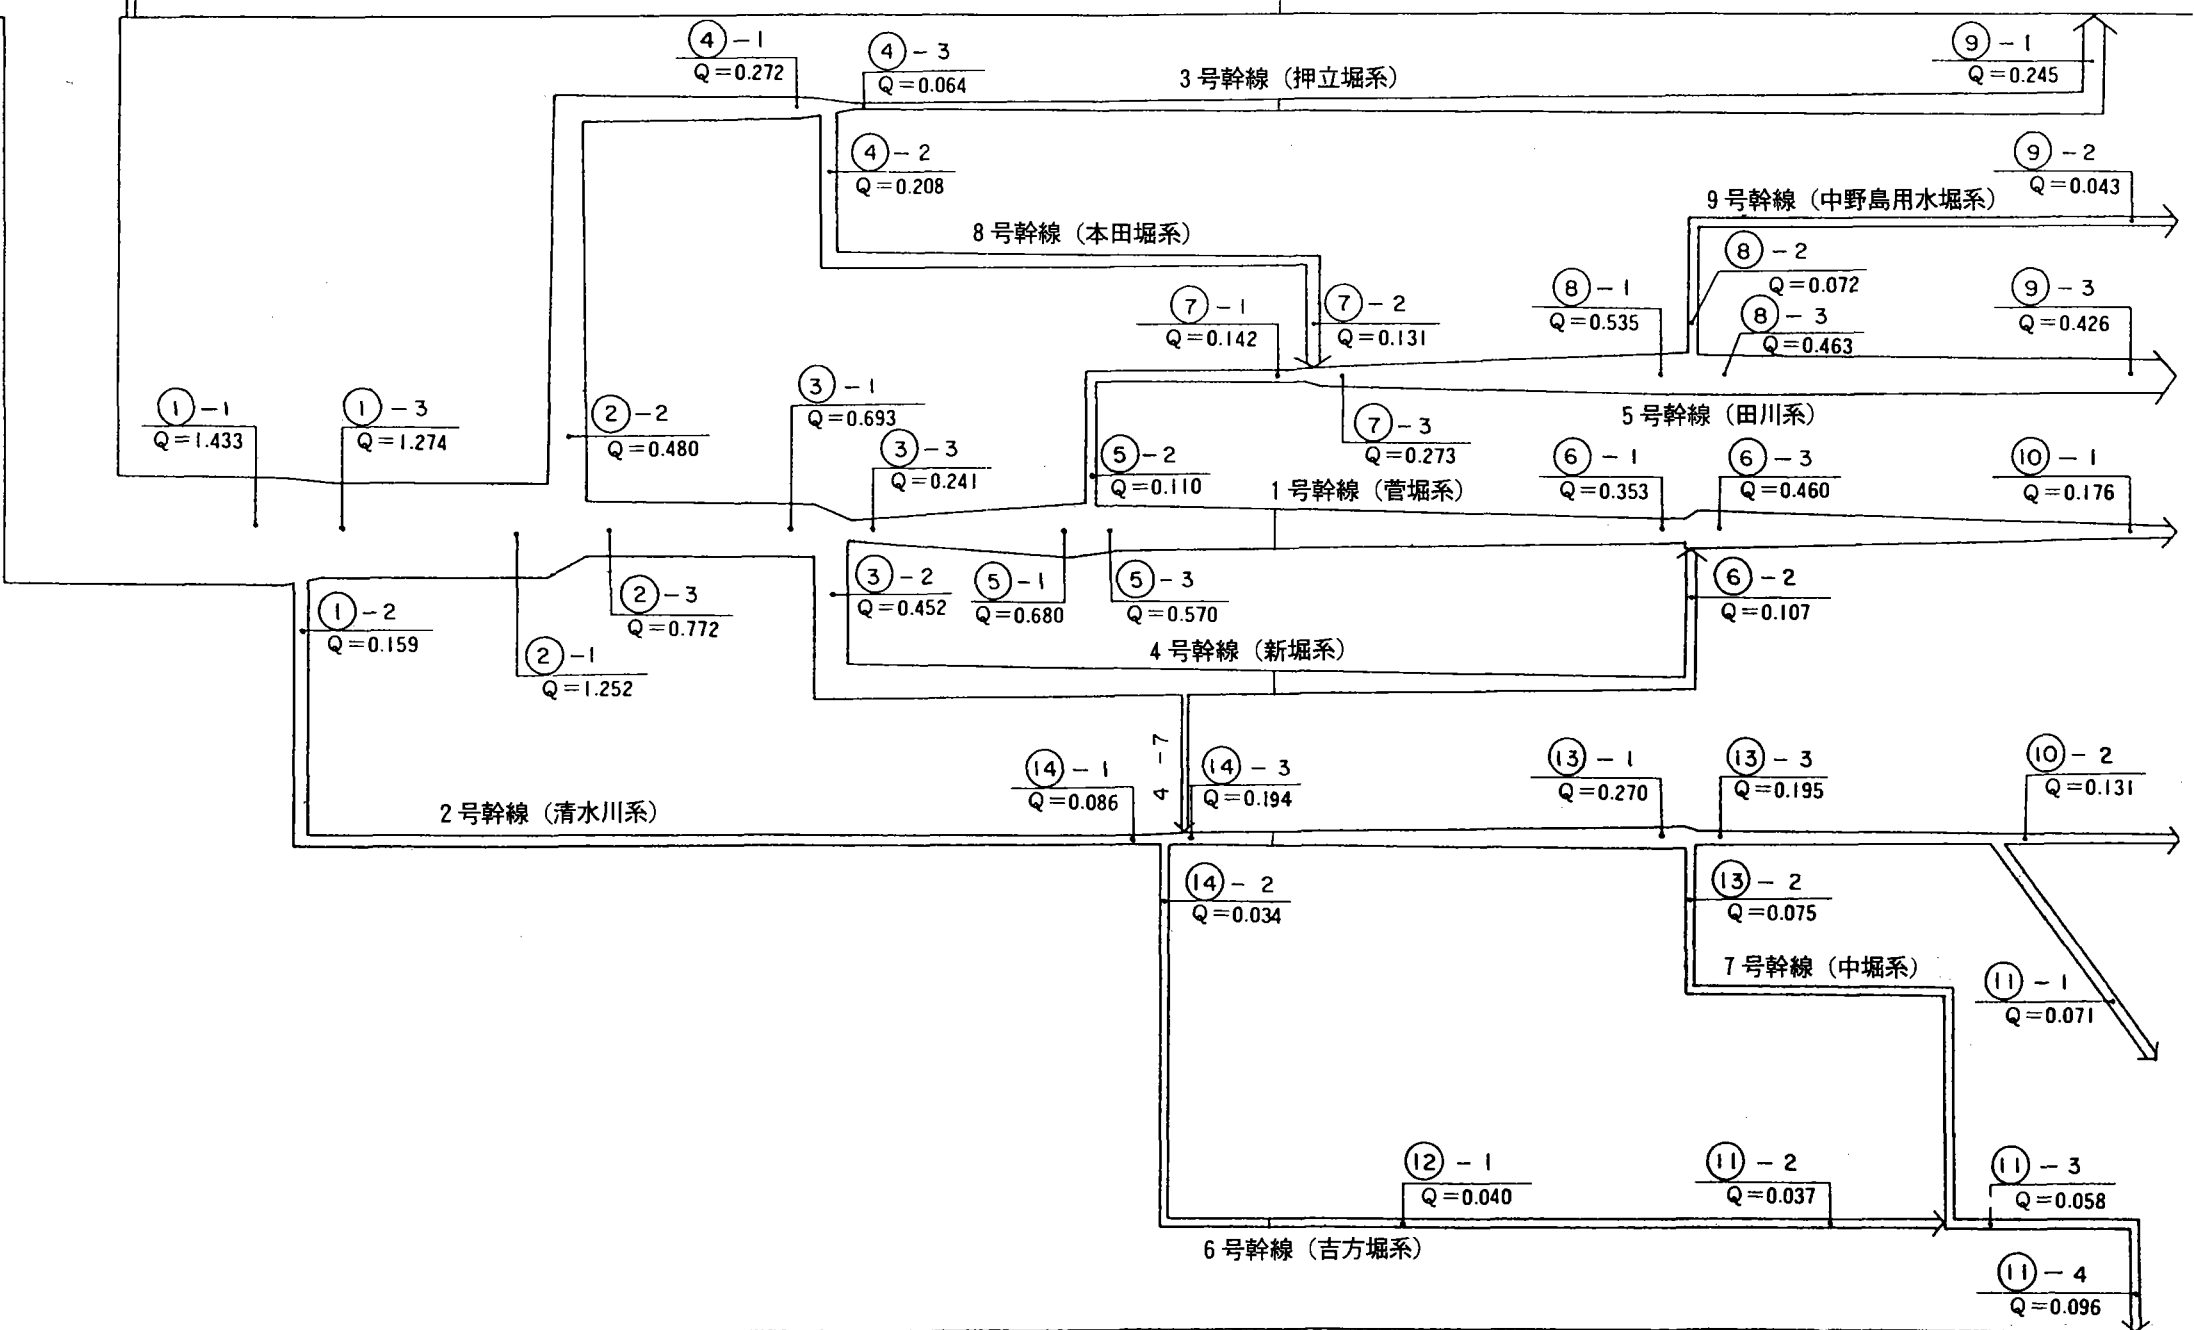 ④-1
Q=0.272
④-3
Q=0.064
3号幹線（押立堀系）
⑨-1
Q=0.245
④-2
Q=0.208
⑨-2
Q=0.043
9号幹線（中野島用水堀系）
8号幹線（本田堀系）
⑧-2
Q=0.072
⑦-1
Q=0.142
⑦-2
Q=0.131
⑧-1
Q=0.535
⑧-3
Q=0.463
⑨-3
Q=0.426
①-1
Q=1.433
①-3
Q=1.274
②-2
Q=0.480
③-1
Q=0.693
③-3
Q=0.241
5号幹線（田川系）
⑦-3
Q=0.273
⑤-2
Q=0.110
1号幹線（菅堀系）
⑥-1
Q=0.353
⑥-3
Q=0.460
⑩-1
Q=0.176
①-2
Q=0.159
②-3
Q=0.772
②-1
Q=1.252
③-2
Q=0.452
⑤-1
Q=0.680
⑤-3
Q=0.570
⑥-2
Q=0.107
4号幹線（新堀系）
4-7
2号幹線（清水川系）
⑭-1
Q=0.086
⑭-3
Q=0.194
⑬-1
Q=0.270
⑬-3
Q=0.195
⑩-2
Q=0.131
⑭-2
Q=0.034
⑬-2
Q=0.075
7号幹線（中堀系）
⑪-1
Q=0.071
⑫-1
Q=0.040
⑪-2
Q=0.037
⑪-3
Q=0.058
6号幹線（吉方堀系）
⑪-4
Q=0.096